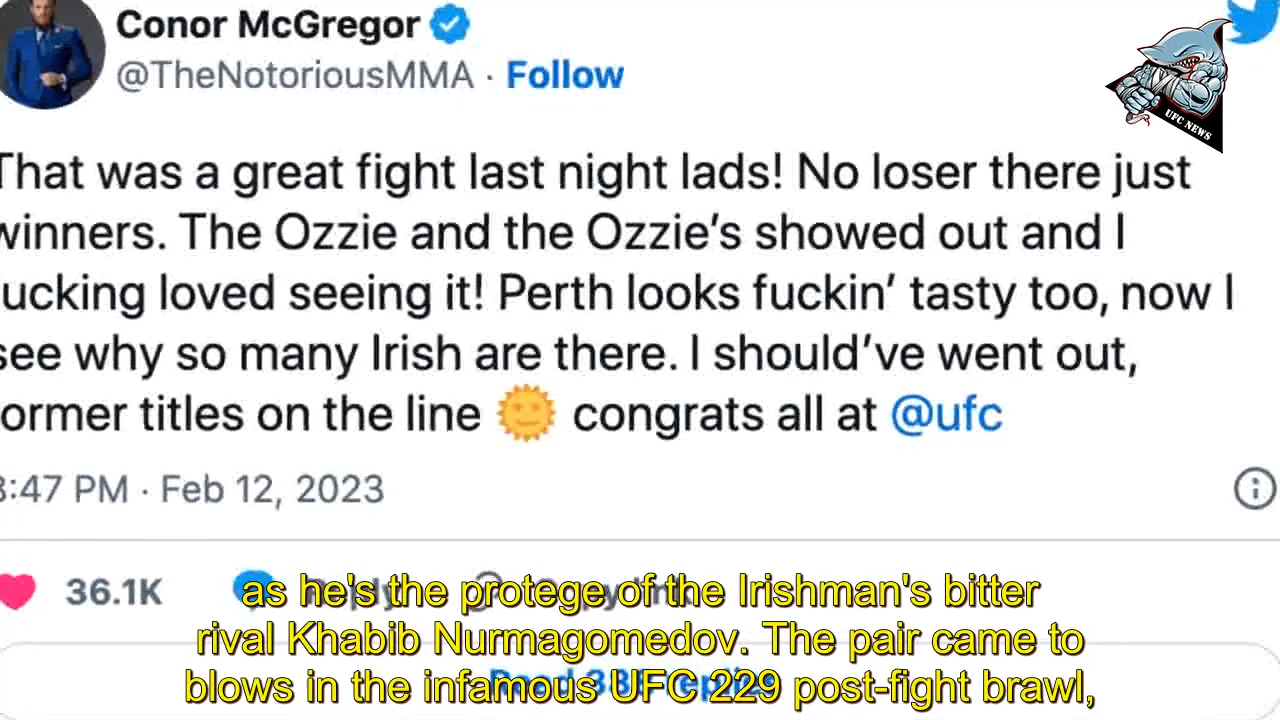 Conor McGregor
@TheNotoriousMMA · Follow
UFC NEWS
That was a great fight last night lads! No loser there just
winners. The Ozzie and the Ozzie’s showed out and I
ucking loved seeing it! Perth looks fuckin’ tasty too, now I
see why so many Irish are there. I should’ve went out,
ormer titles on the line 🌞 congrats all at @ufc
:47 PM · Feb 12, 2023
36.1K
as he's the protege of the Irishman's bitter
rival Khabib Nurmagomedov. The pair came to
blows in the infamous UFC 229 post-fight brawl,